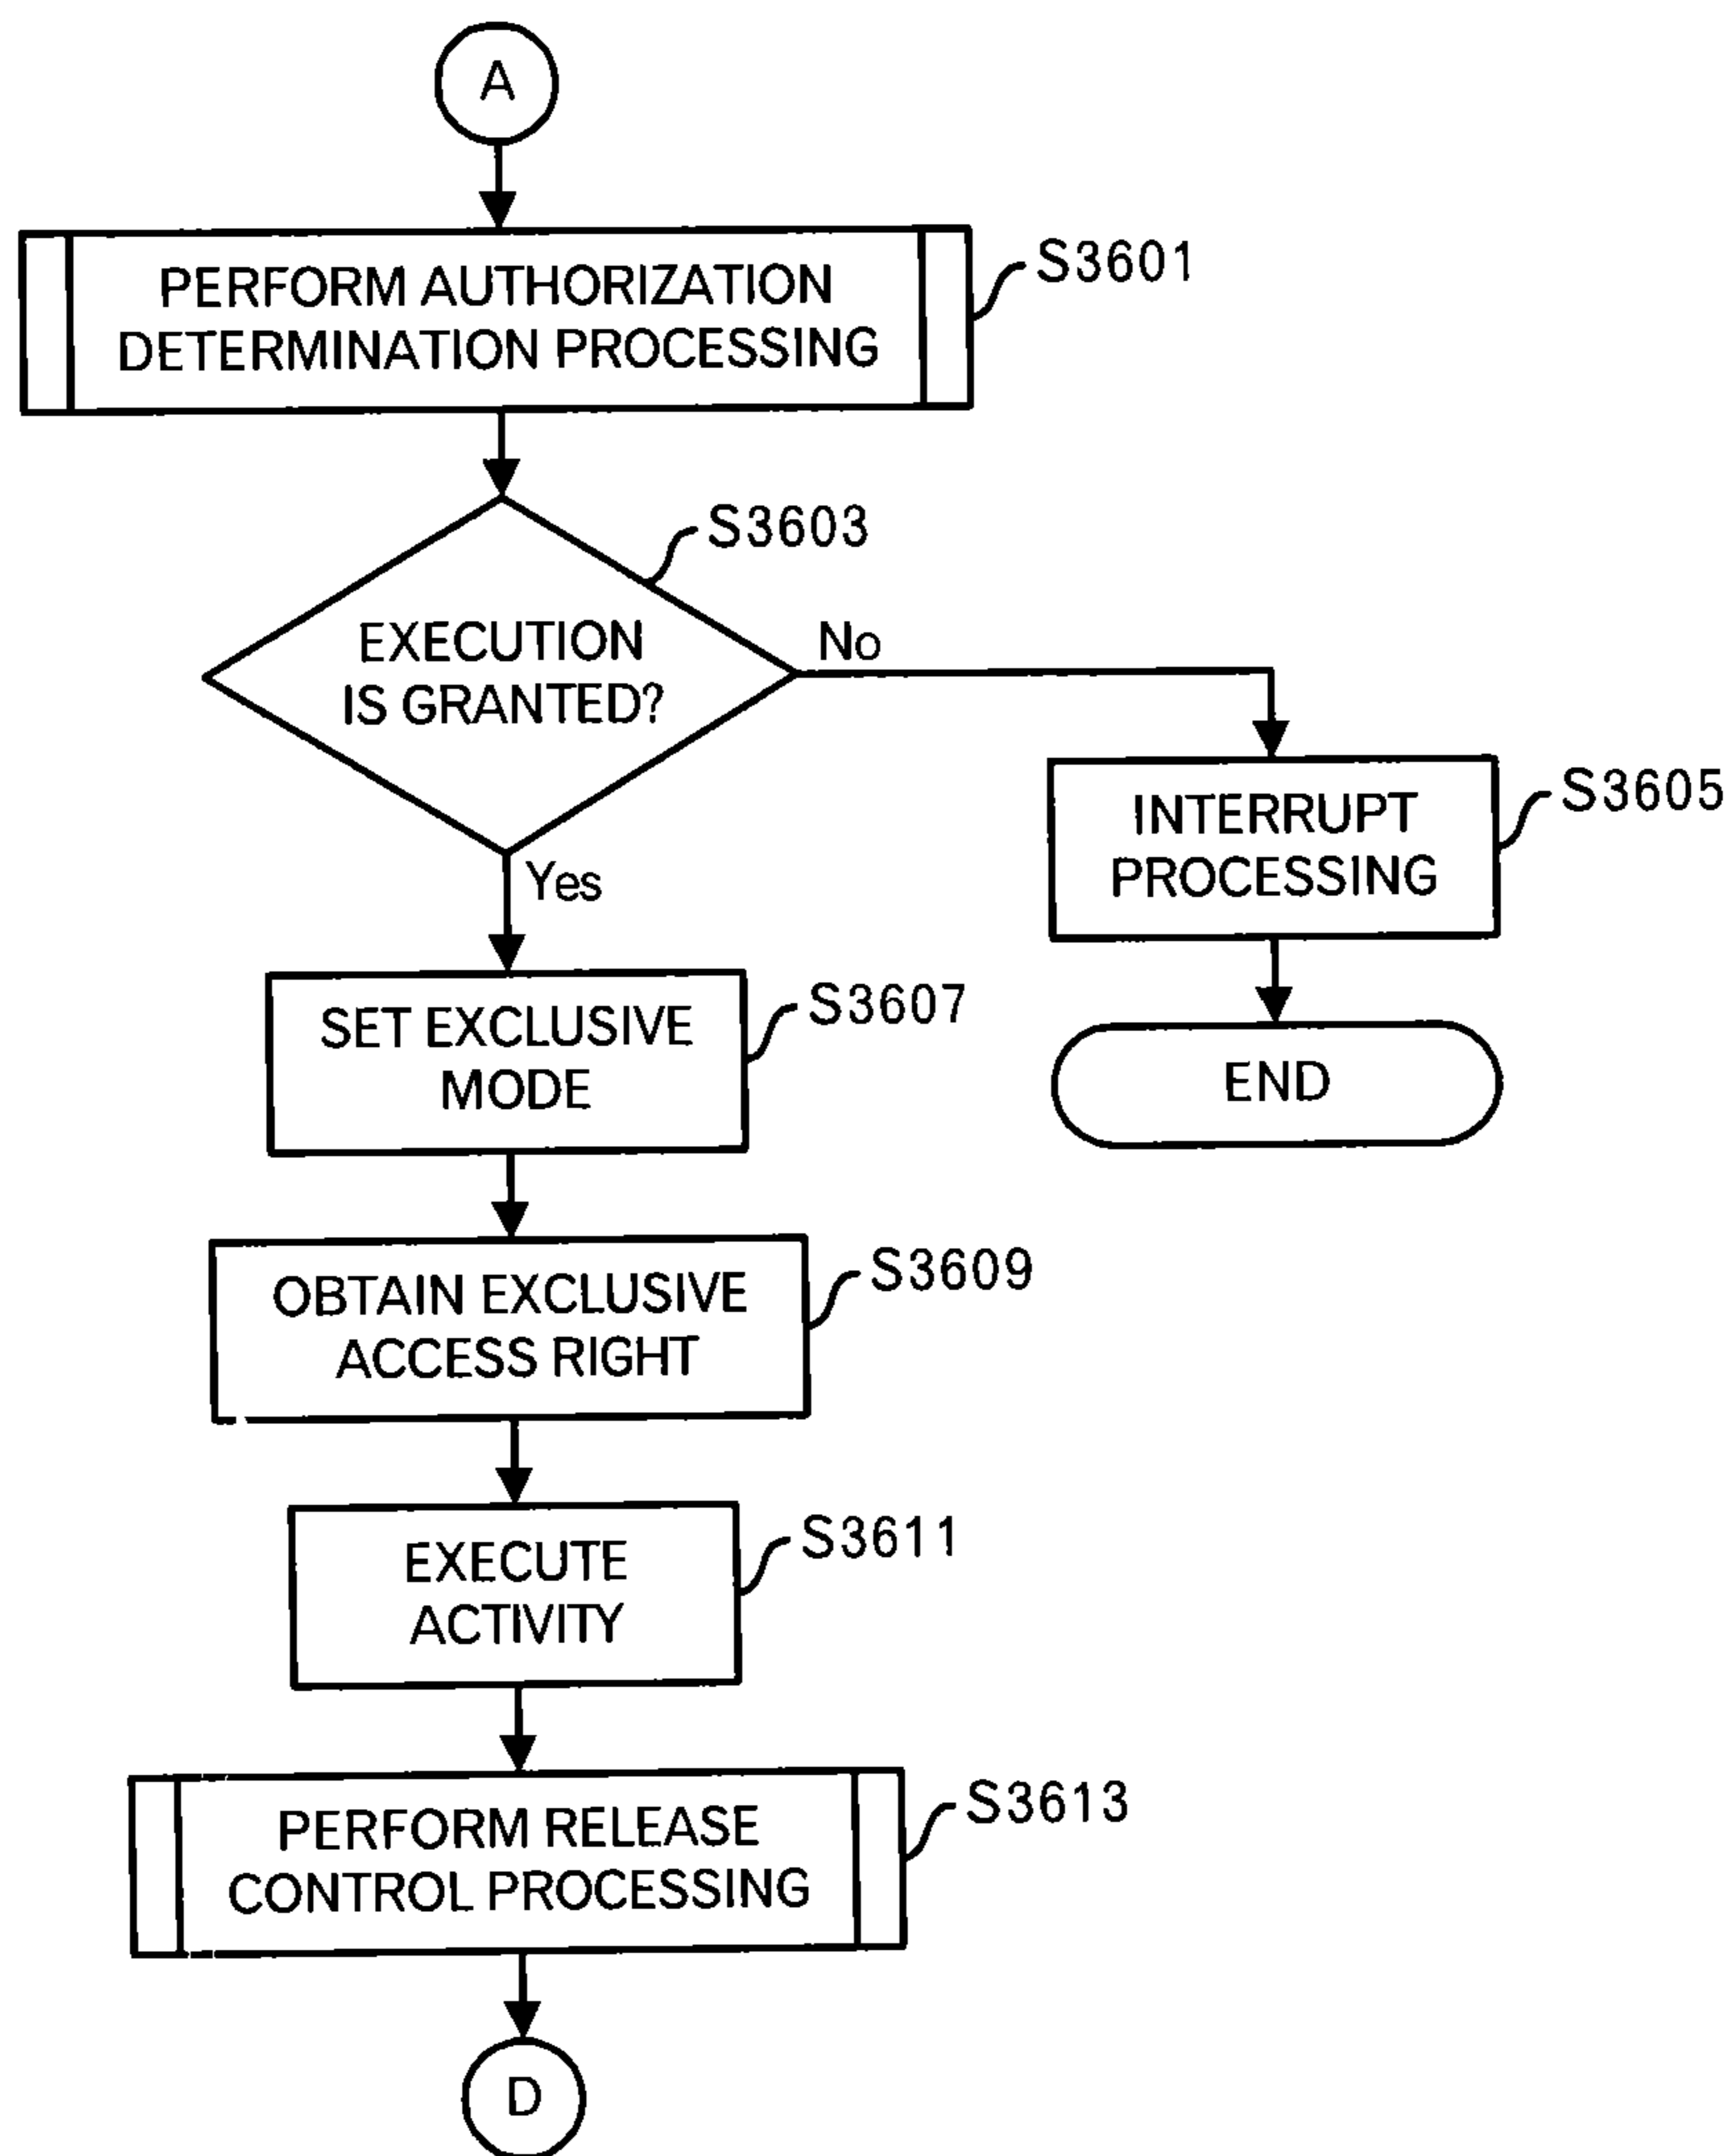 A
PERFORM AUTHORIZATION
DETERMINATION PROCESSING
S3601
S3603
EXECUTION
IS GRANTED?
No
Yes
INTERRUPT
PROCESSING
S3605
END
SET EXCLUSIVE
MODE
S3607
OBTAIN EXCLUSIVE
ACCESS RIGHT
S3609
EXECUTE
ACTIVITY
S3611
PERFORM RELEASE
CONTROL PROCESSING
S3613
D